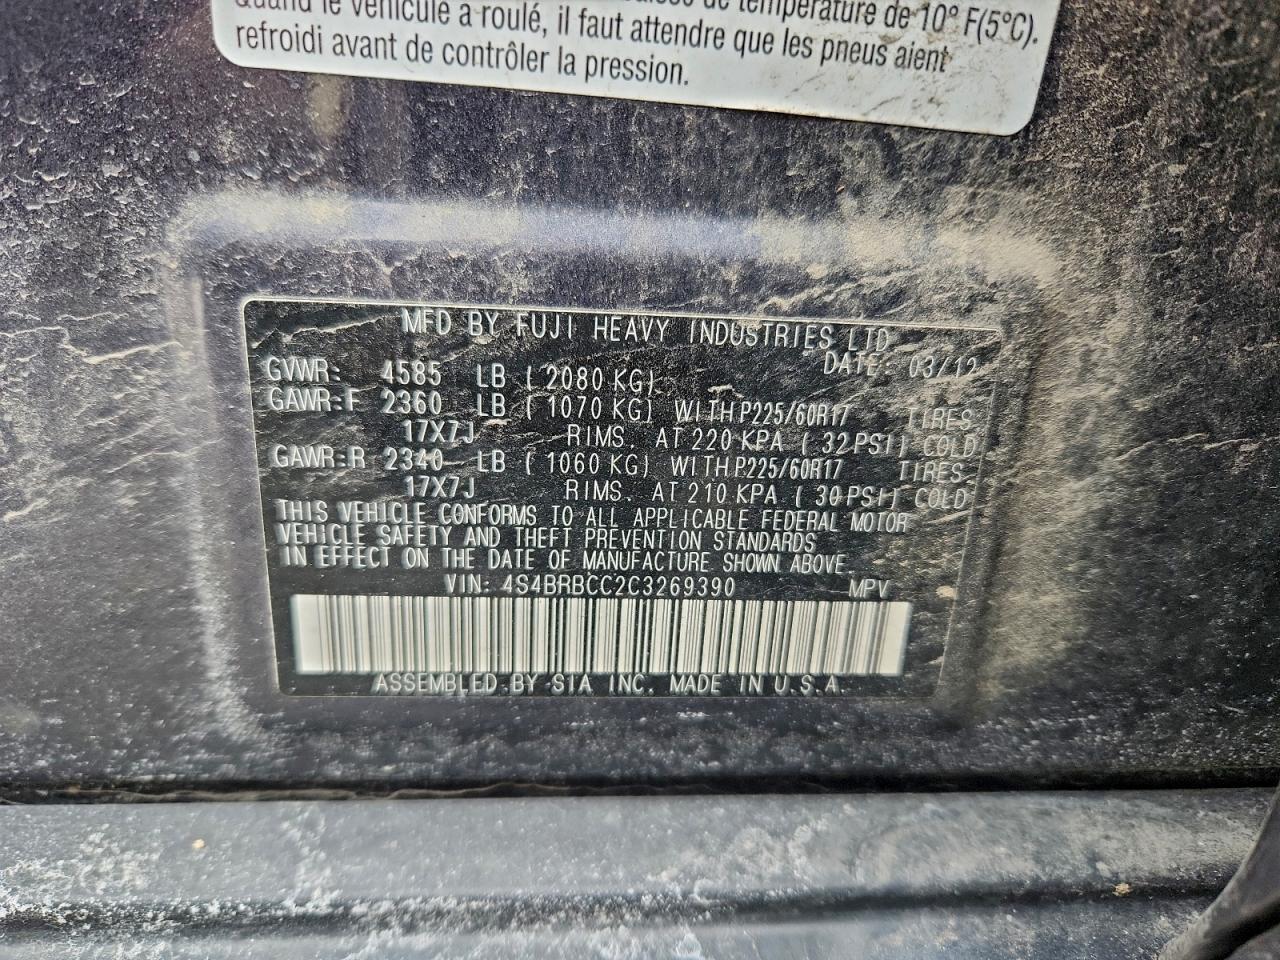 de température de 10° F(5°C).
Quand le véhicule a roulé, il faut attendre que les pneus aient
refroidi avant de contrôler la pression.
MFD BY FUJI HEAVY INDUSTRIES LTD
DATE: 03/12
GVWR: 4585 LB (2080 KG)
GAWR:F 2360 LB (1070 KG) WITH P225/60R17 TIRES,
17X7J RIMS, AT 220 KPA (32 PSI) COLD
GAWR:R 2340 LB (1060 KG) WITH P225/60R17 TIRES,
17X7J RIMS, AT 210 KPA (30 PSI) COLD
THIS VEHICLE CONFORMS TO ALL APPLICABLE FEDERAL MOTOR
VEHICLE SAFETY AND THEFT PREVENTION STANDARDS
IN EFFECT ON THE DATE OF MANUFACTURE SHOWN ABOVE.
VIN: 4S4BRBCC2C3269390 MPV
ASSEMBLED BY SIA INC. MADE IN U.S.A.